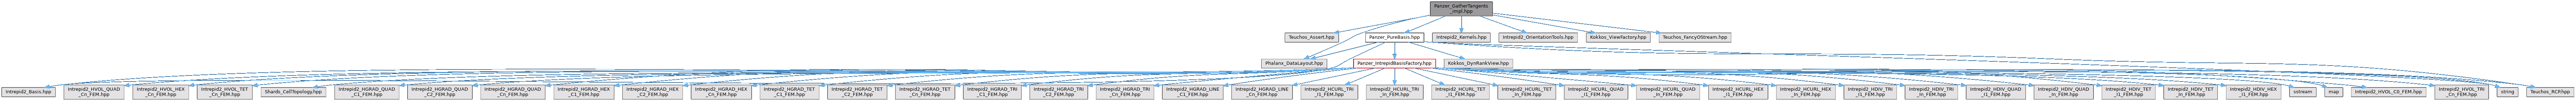 Panzer_GatherTangents
_impl.hpp
Teuchos_Assert.hpp
Panzer_PureBasis.hpp
Intrepid2_Kernels.hpp
Intrepid2_OrientationTools.hpp
Kokkos_ViewFactory.hpp
Teuchos_FancyOStream.hpp
Phalanx_DataLayout.hpp
Panzer_IntrepidBasisFactory.hpp
Kokkos_DynRankView.hpp
Intrepid2_Basis.hpp
Intrepid2_HVOL_QUAD
_Cn_FEM.hpp
Intrepid2_HVOL_HEX
_Cn_FEM.hpp
Intrepid2_HVOL_TET
_Cn_FEM.hpp
Shards_CellTopology.hpp
Intrepid2_HGRAD_QUAD
_C1_FEM.hpp
Intrepid2_HGRAD_QUAD
_C2_FEM.hpp
Intrepid2_HGRAD_QUAD
_Cn_FEM.hpp
Intrepid2_HGRAD_HEX
_C1_FEM.hpp
Intrepid2_HGRAD_HEX
_C2_FEM.hpp
Intrepid2_HGRAD_HEX
_Cn_FEM.hpp
Intrepid2_HGRAD_TET
_C1_FEM.hpp
Intrepid2_HGRAD_TET
_C2_FEM.hpp
Intrepid2_HGRAD_TET
_Cn_FEM.hpp
Intrepid2_HGRAD_TRI
_C1_FEM.hpp
Intrepid2_HGRAD_TRI
_C2_FEM.hpp
Intrepid2_HGRAD_TRI
_Cn_FEM.hpp
Intrepid2_HGRAD_LINE
_C1_FEM.hpp
Intrepid2_HGRAD_LINE
_Cn_FEM.hpp
Intrepid2_HCURL_TRI
_I1_FEM.hpp
Intrepid2_HCURL_TRI
_In_FEM.hpp
Intrepid2_HCURL_TET
_I1_FEM.hpp
Intrepid2_HCURL_TET
_In_FEM.hpp
Intrepid2_HCURL_QUAD
_I1_FEM.hpp
Intrepid2_HCURL_QUAD
_In_FEM.hpp
Intrepid2_HCURL_HEX
_I1_FEM.hpp
Intrepid2_HCURL_HEX
_In_FEM.hpp
Intrepid2_HDIV_TRI
_I1_FEM.hpp
Intrepid2_HDIV_TRI
_In_FEM.hpp
Intrepid2_HDIV_QUAD
_I1_FEM.hpp
Intrepid2_HDIV_QUAD
_In_FEM.hpp
Intrepid2_HDIV_TET
_I1_FEM.hpp
Intrepid2_HDIV_TET
_In_FEM.hpp
Intrepid2_HDIV_HEX
_I1_FEM.hpp
sstream
map
Intrepid2_HVOL_C0_FEM.hpp
Intrepid2_HVOL_TRI
_Cn_FEM.hpp
string
Teuchos_RCP.hpp